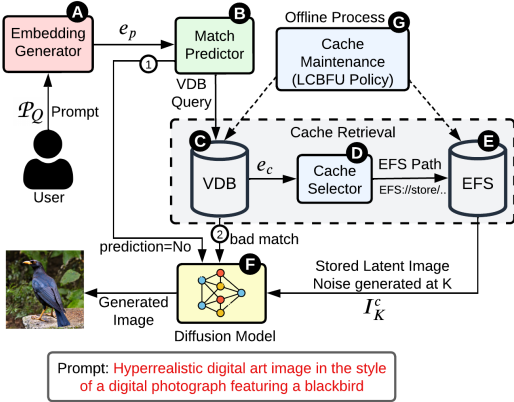 A
Embedding
Generator
e_p
B
Match
Predictor
Offline Process
G
Cache
Maintenance
(LCBFU Policy)
1
VDB
Query
𝒫_Q Prompt
User
Cache Retrieval
C
VDB
e_c
D
Cache
Selector
EFS Path
EFS://store/..
E
EFS
prediction=No
2
bad match
F
Generated
Image
Diffusion Model
Stored Latent Image
Noise generated at K
I_K^c
Prompt: Hyperrealistic digital art image in the style
of a digital photograph featuring a blackbird